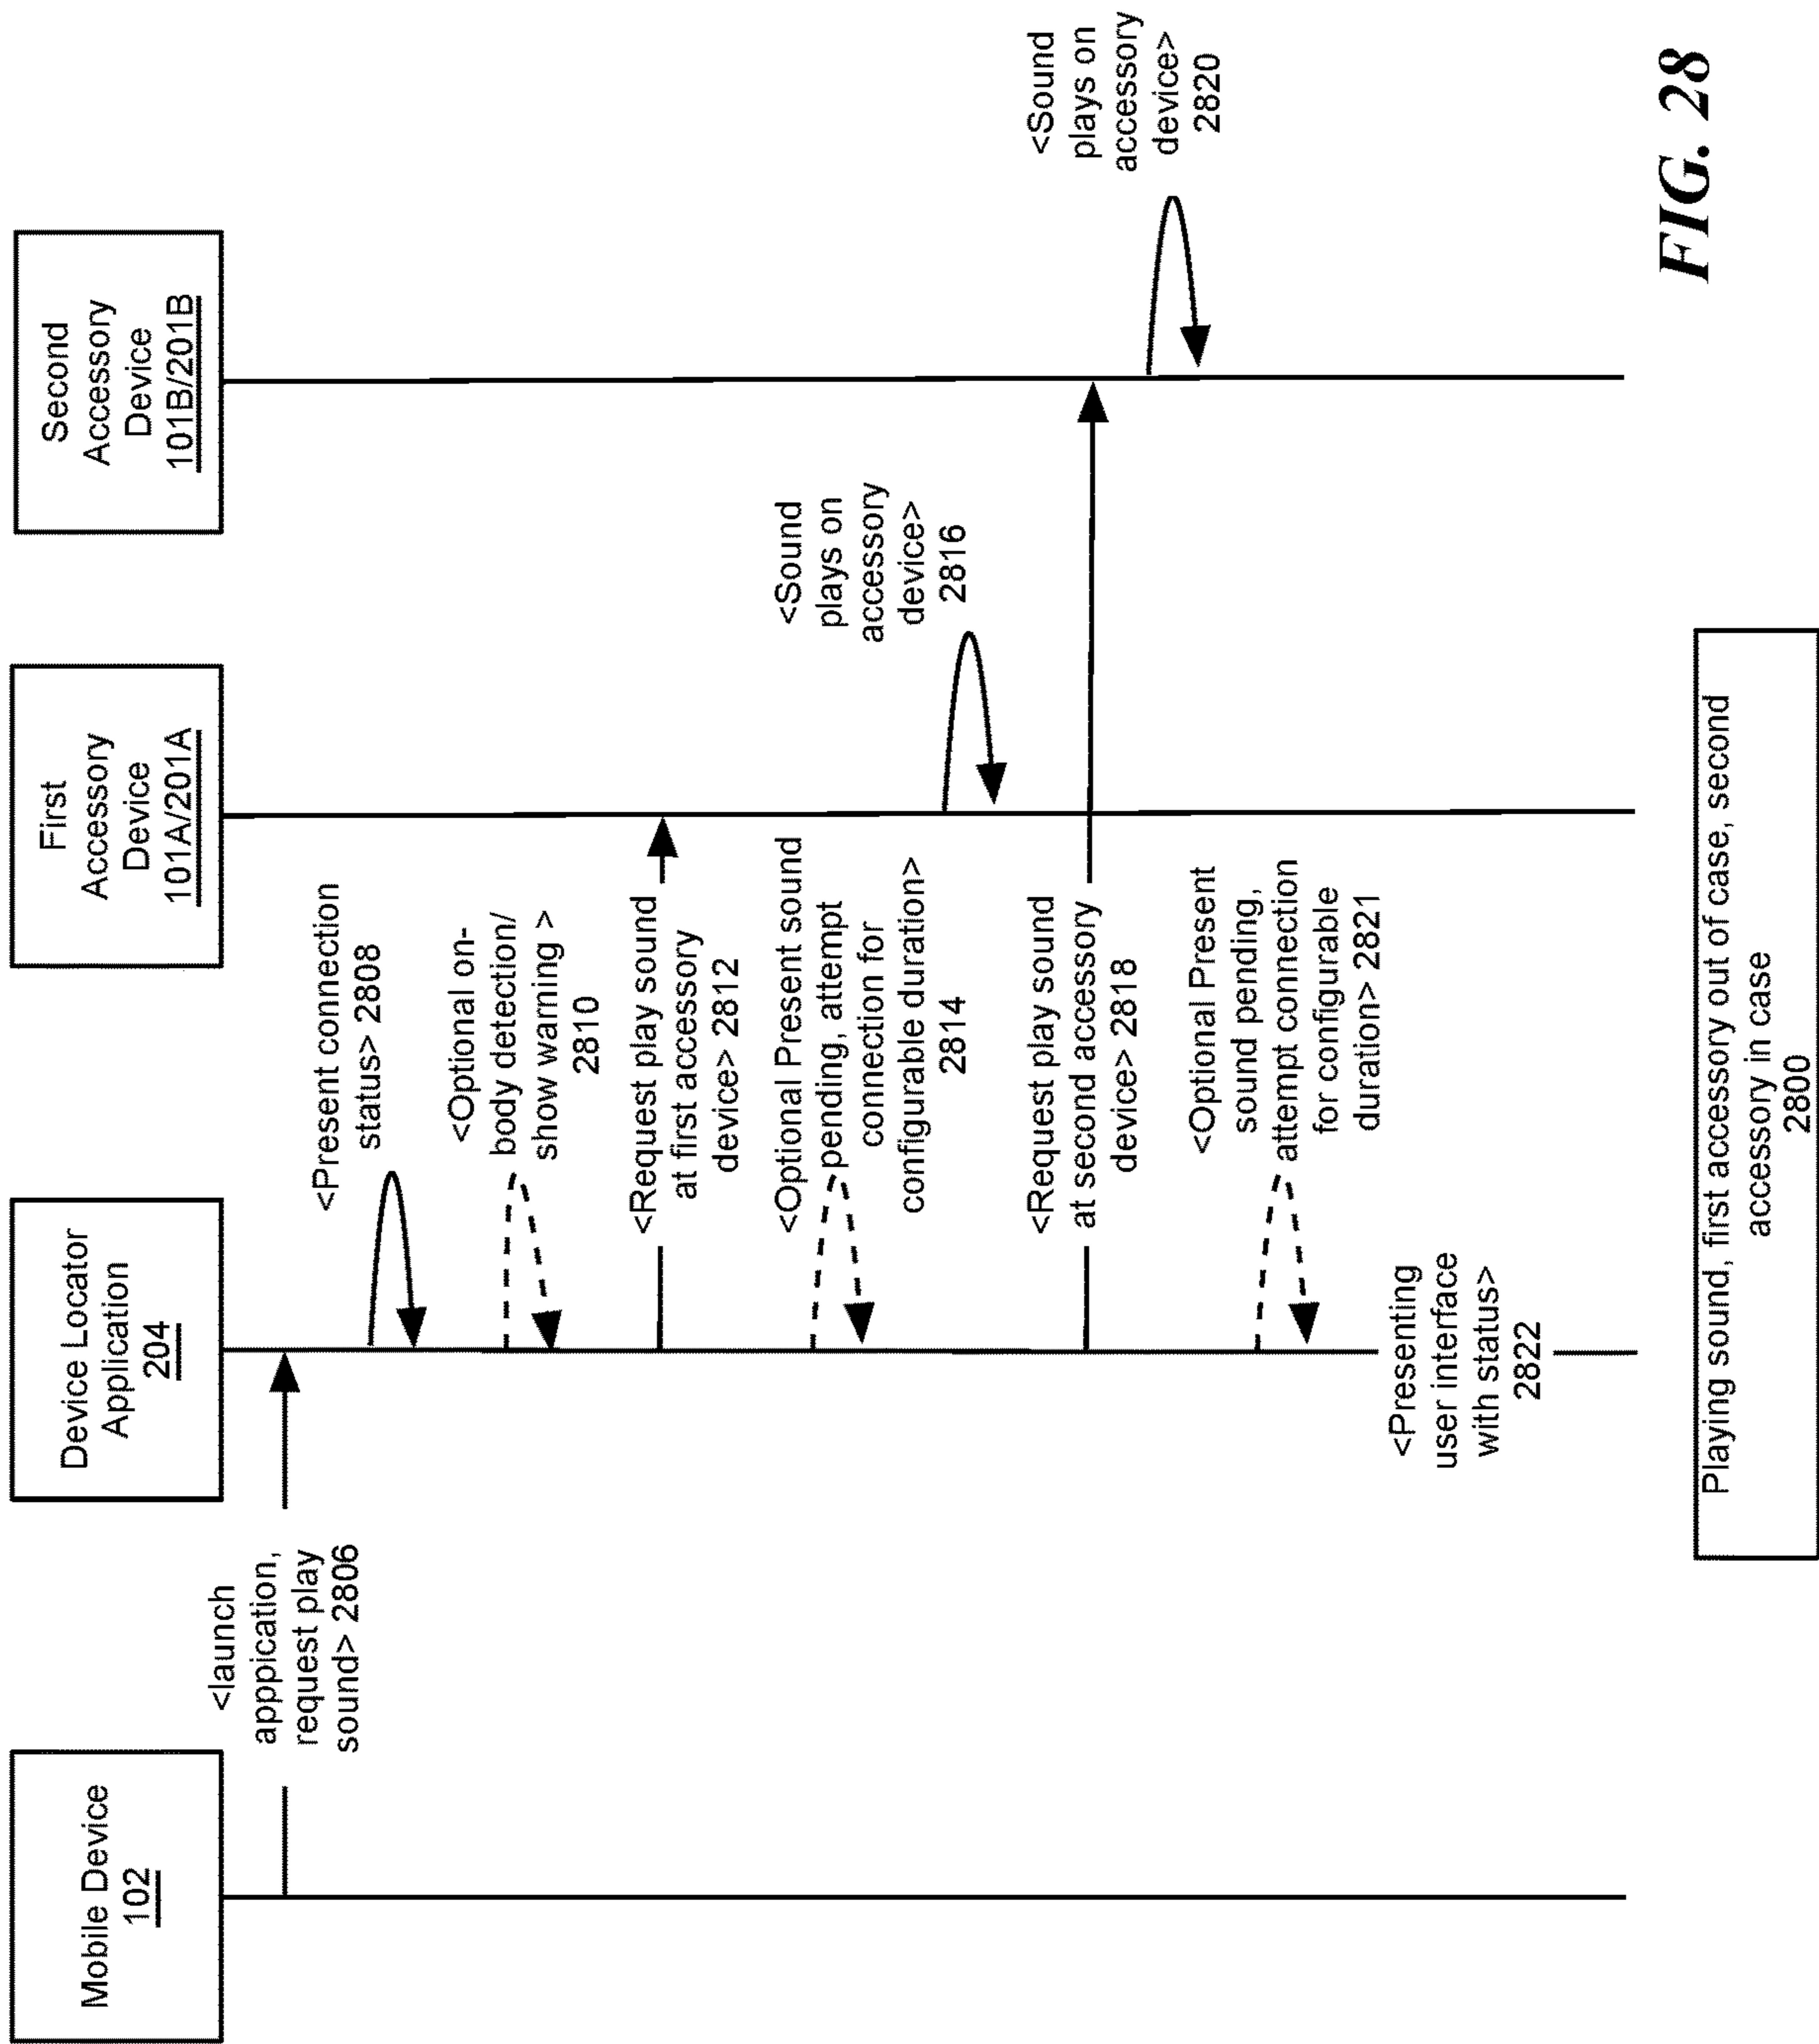 Mobile Device
102
Device Locator
Application
204
First
Accessory
Device
101A/201A
Second
Accessory
Device
101B/201B
<launch
apppication,
request play
sound> 2806
<Present connection
status> 2808
<Optional on-
body detection/
show warning >
2810
<Request play sound
at first accessory
device> 2812
<Optional Present sound
pending, attempt
connection for
configurable duration>
2814
<Sound
plays on
accessory
device>
2816
<Request play sound
at second accessory
device> 2818
<Sound
plays on
accessory
device>
2820
<Optional Present
sound pending,
attempt connection
for configurable
duration> 2821
<Presenting
user interface
with status>
2822
Playing sound, first accessory out of case, second
accessory in case
2800
FIG. 28